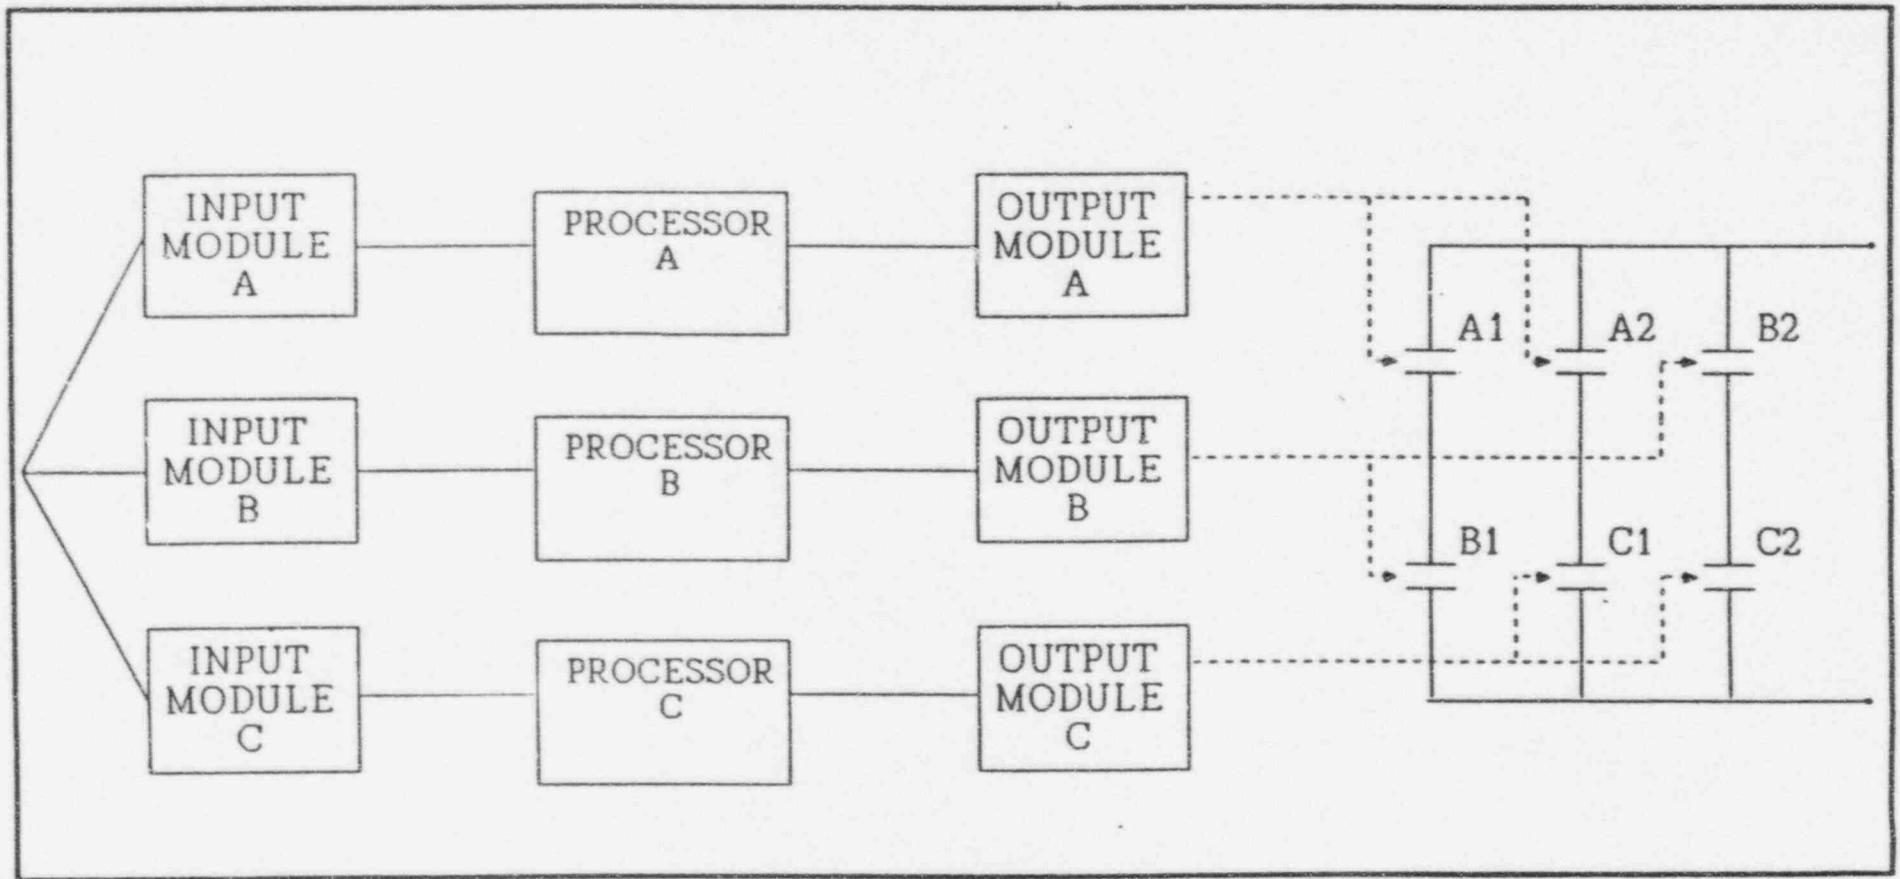 INPUT
MODULE
A
PROCESSOR
A
OUTPUT
MODULE
A
A1
A2
B2
INPUT
MODULE
B
PROCESSOR
B
OUTPUT
MODULE
B
B1
C1
C2
INPUT
MODULE
C
PROCESSOR
C
OUTPUT
MODULE
C